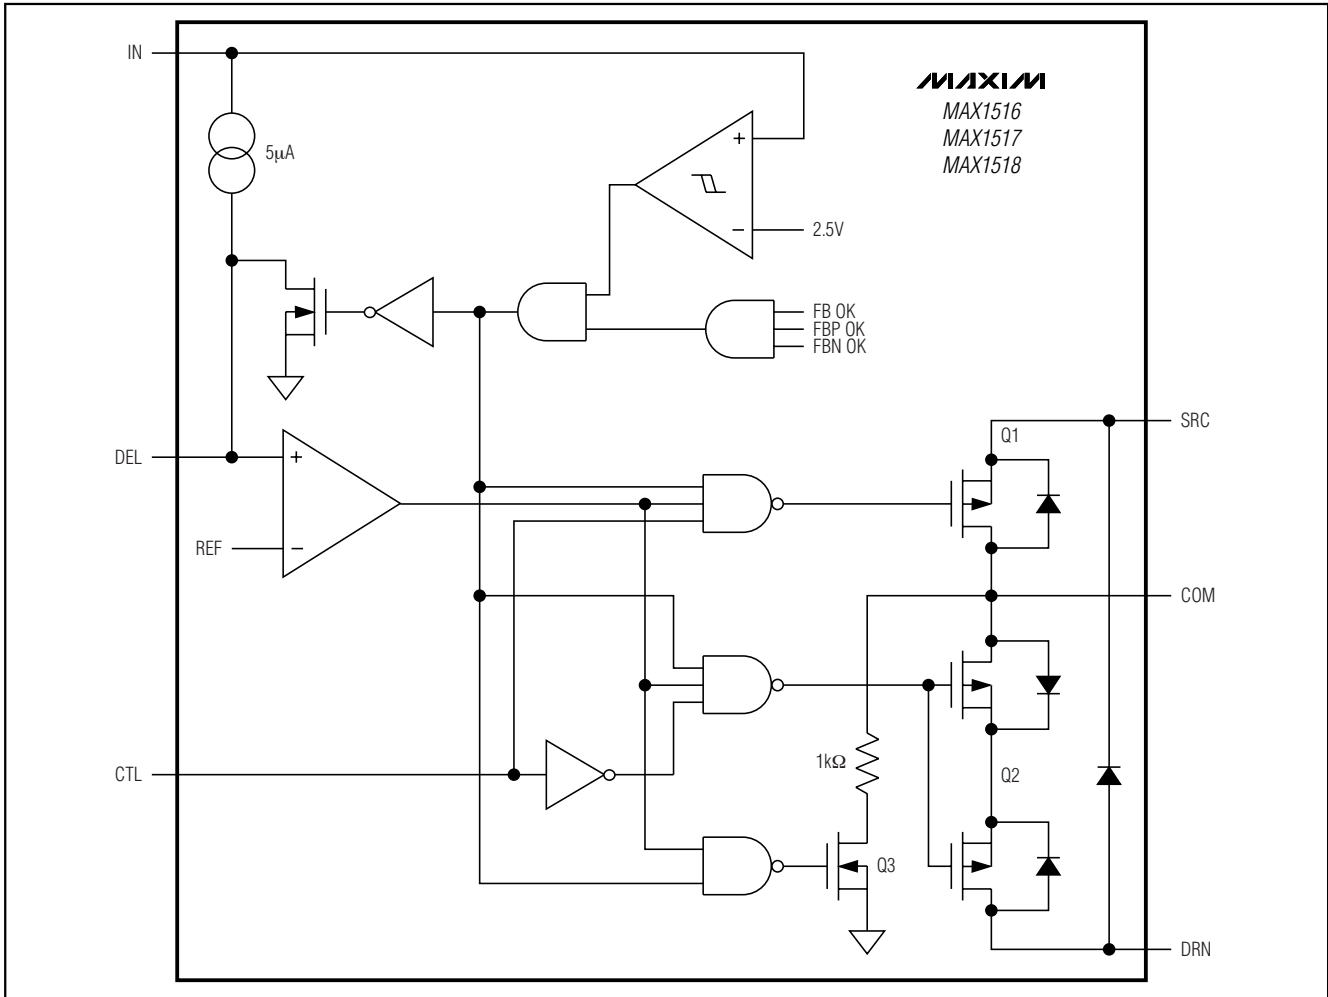 IN
MAXIM
MAX1516
MAX1517
MAX1518
+
5µA
−
2.5V
FB OK
FBP OK
FBN OK
SRC
Q1
DEL
+
REF
−
COM
1kΩ
CTL
Q2
Q3
DRN